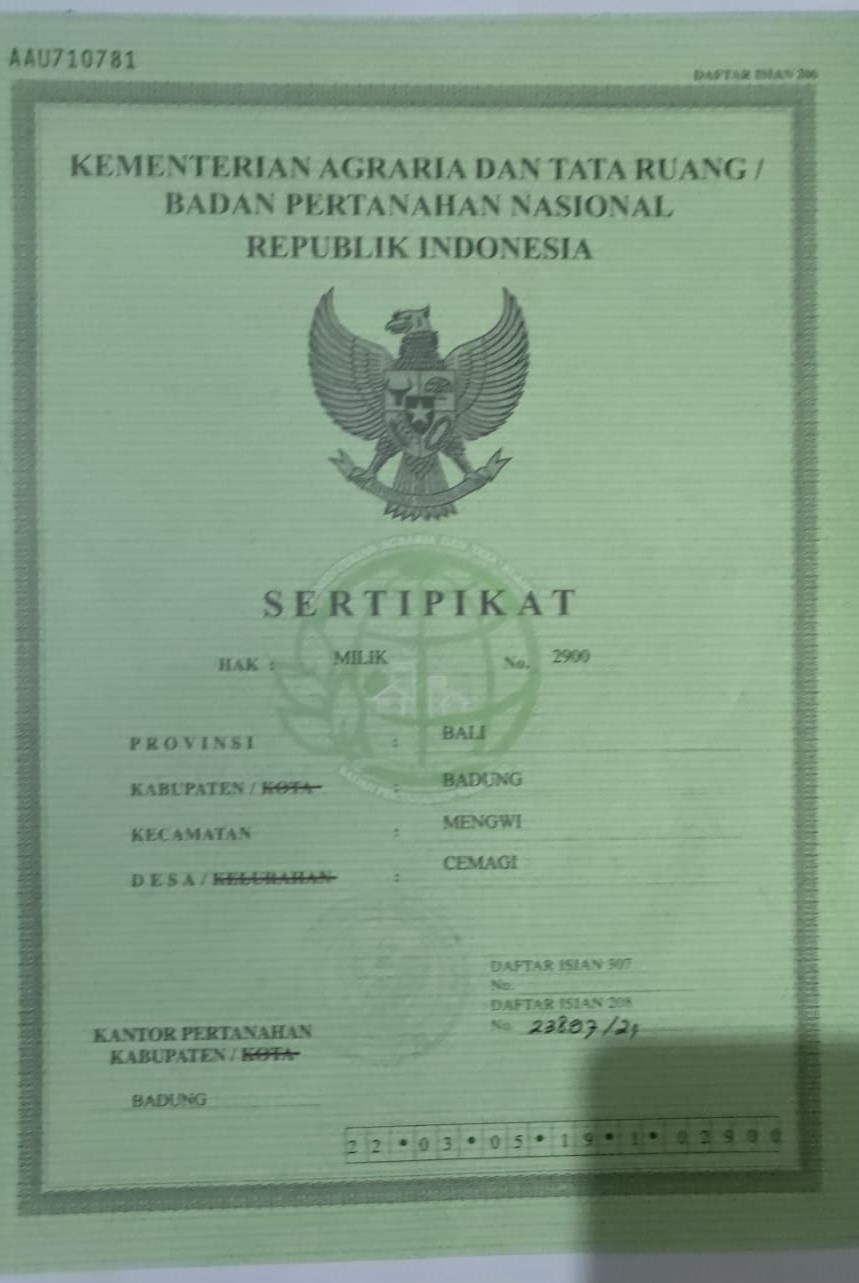 AAU710781
DAFTAR ISIAN 206
KEMENTERIAN AGRARIA DAN TATA RUANG /
BADAN PERTANAHAN NASIONAL
REPUBLIK INDONESIA
SERTIPIKAT
HAK : MILIK No. 2900
PROVINSI : BALI
KABUPATEN / KOTA : BADUNG
KECAMATAN : MENGWI
DESA / KELURAHAN : CEMAGI
DAFTAR ISIAN 307
No.
DAFTAR ISIAN 208
No. 23807/21
KANTOR PERTANAHAN
KABUPATEN / KOTA
BADUNG
22•03•05•19•1•02900